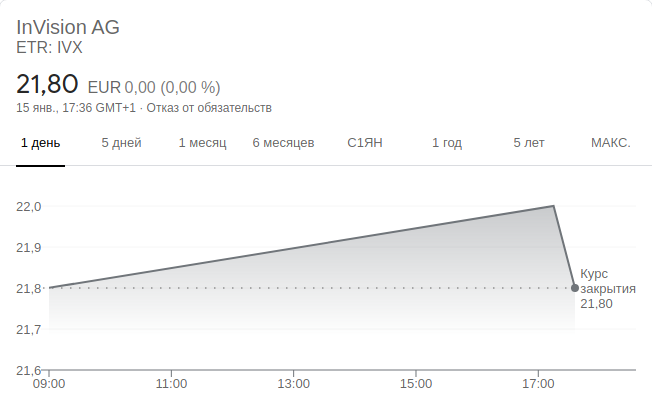 InVision AG
ETR: IVX
21,80 EUR 0,00 (0,00 %)
15 янв., 17:36 GMT+1 · Отказ от обязательств
1 день 5 дней 1 месяц 6 месяцев С1ЯН 1 год 5 лет МАКС.
22,0
21,9
21,8
21,7
21,6
Курс
закрытия
21,80
09:00 11:00 13:00 15:00 17:00